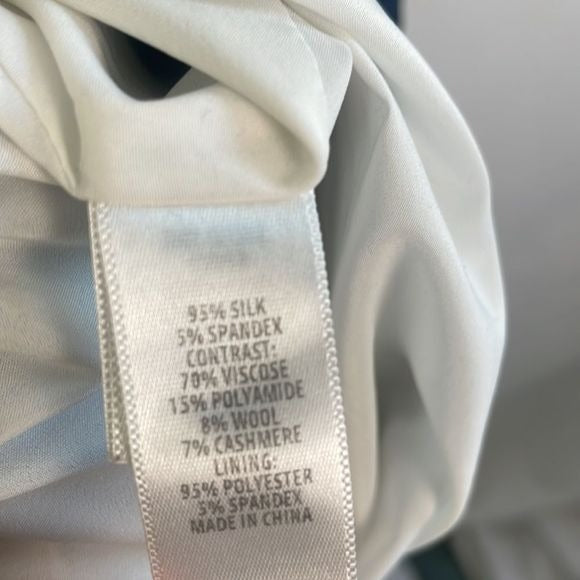 95% SILK
5% SPANDEX
CONTRAST:
70% VISCOSE
15% POLYAMIDE
8% WOOL
7% CASHMERE
LINING:
95% POLYESTER
5% SPANDEX
MADE IN CHINA